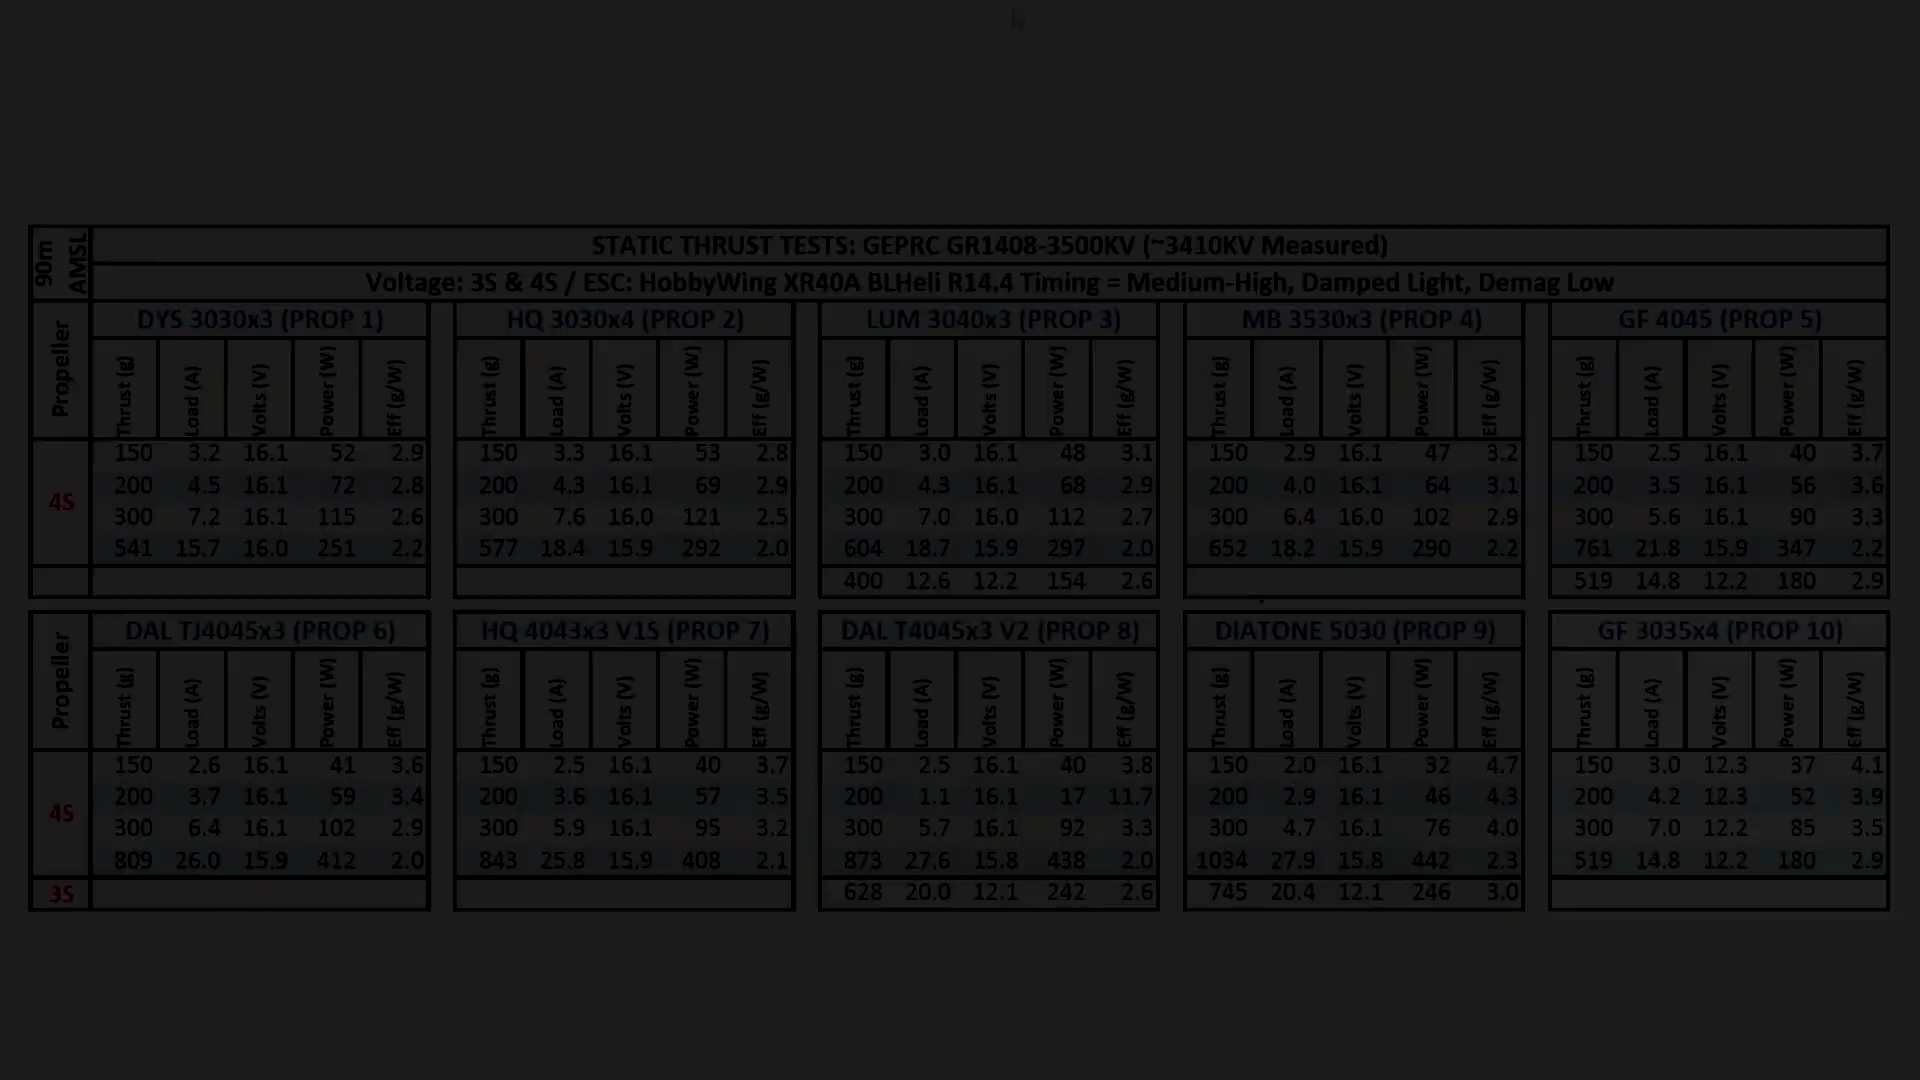 90m AMSL
STATIC THRUST TESTS: GEPRC GR1408-3500KV (~3410KV Measured)
Voltage: 3S & 4S / ESC: HobbyWing XR40A BLHeli R14.4 Timing = Medium-High, Damped Light, Demag Low
Propeller DYS 3030x3 (PROP 1) HQ 3030x4 (PROP 2) LUM 3040x3 (PROP 3) MB 3530x3 (PROP 4) GF 4045 (PROP 5)
Thrust (g) Load (A) Volts (V) Power (W) Eff (g/W) Thrust (g) Load (A) Volts (V) Power (W) Eff (g/W) Thrust (g) Load (A) Volts (V) Power (W) Eff (g/W) Thrust (g) Load (A) Volts (V) Power (W) Eff (g/W) Thrust (g) Load (A) Volts (V) Power (W) Eff (g/W)
4S
150 3.2 16.1 52 2.9 150 3.3 16.1 53 2.8 150 3.0 16.1 48 3.1 150 2.9 16.1 47 3.2 150 2.5 16.1 40 3.7
200 4.5 16.1 72 2.8 200 4.3 16.1 69 2.9 200 4.3 16.1 68 2.9 200 4.0 16.1 64 3.1 200 3.5 16.1 56 3.6
300 7.2 16.1 115 2.6 300 7.6 16.0 121 2.5 300 7.0 16.0 112 2.7 300 6.4 16.0 102 2.9 300 5.6 16.1 90 3.3
541 15.7 16.0 251 2.2 577 18.4 15.9 292 2.0 604 18.7 15.9 297 2.0 652 18.2 15.9 290 2.2 761 21.8 15.9 347 2.2
400 12.6 12.2 154 2.6 519 14.8 12.2 180 2.9
Propeller DAL TJ4045x3 (PROP 6) HQ 4043x3 V1S (PROP 7) DAL T4045x3 V2 (PROP 8) DIATONE 5030 (PROP 9) GF 3035x4 (PROP 10)
Thrust (g) Load (A) Volts (V) Power (W) Eff (g/W) Thrust (g) Load (A) Volts (V) Power (W) Eff (g/W) Thrust (g) Load (A) Volts (V) Power (W) Eff (g/W) Thrust (g) Load (A) Volts (V) Power (W) Eff (g/W) Thrust (g) Load (A) Volts (V) Power (W) Eff (g/W)
4S
150 2.6 16.1 41 3.6 150 2.5 16.1 40 3.7 150 2.5 16.1 40 3.8 150 2.0 16.1 32 4.7 150 3.0 12.3 37 4.1
200 3.7 16.1 59 3.4 200 3.6 16.1 57 3.5 200 1.1 16.1 17 11.7 200 2.9 16.1 46 4.3 200 4.2 12.3 52 3.9
300 6.4 16.1 102 2.9 300 5.9 16.1 95 3.2 300 5.7 16.1 92 3.3 300 4.7 16.1 76 4.0 300 7.0 12.2 85 3.5
809 26.0 15.9 412 2.0 843 25.8 15.9 408 2.1 873 27.6 15.8 438 2.0 1034 27.9 15.8 442 2.3 519 14.8 12.2 180 2.9
3S 628 20.0 12.1 242 2.6 745 20.4 12.1 246 3.0